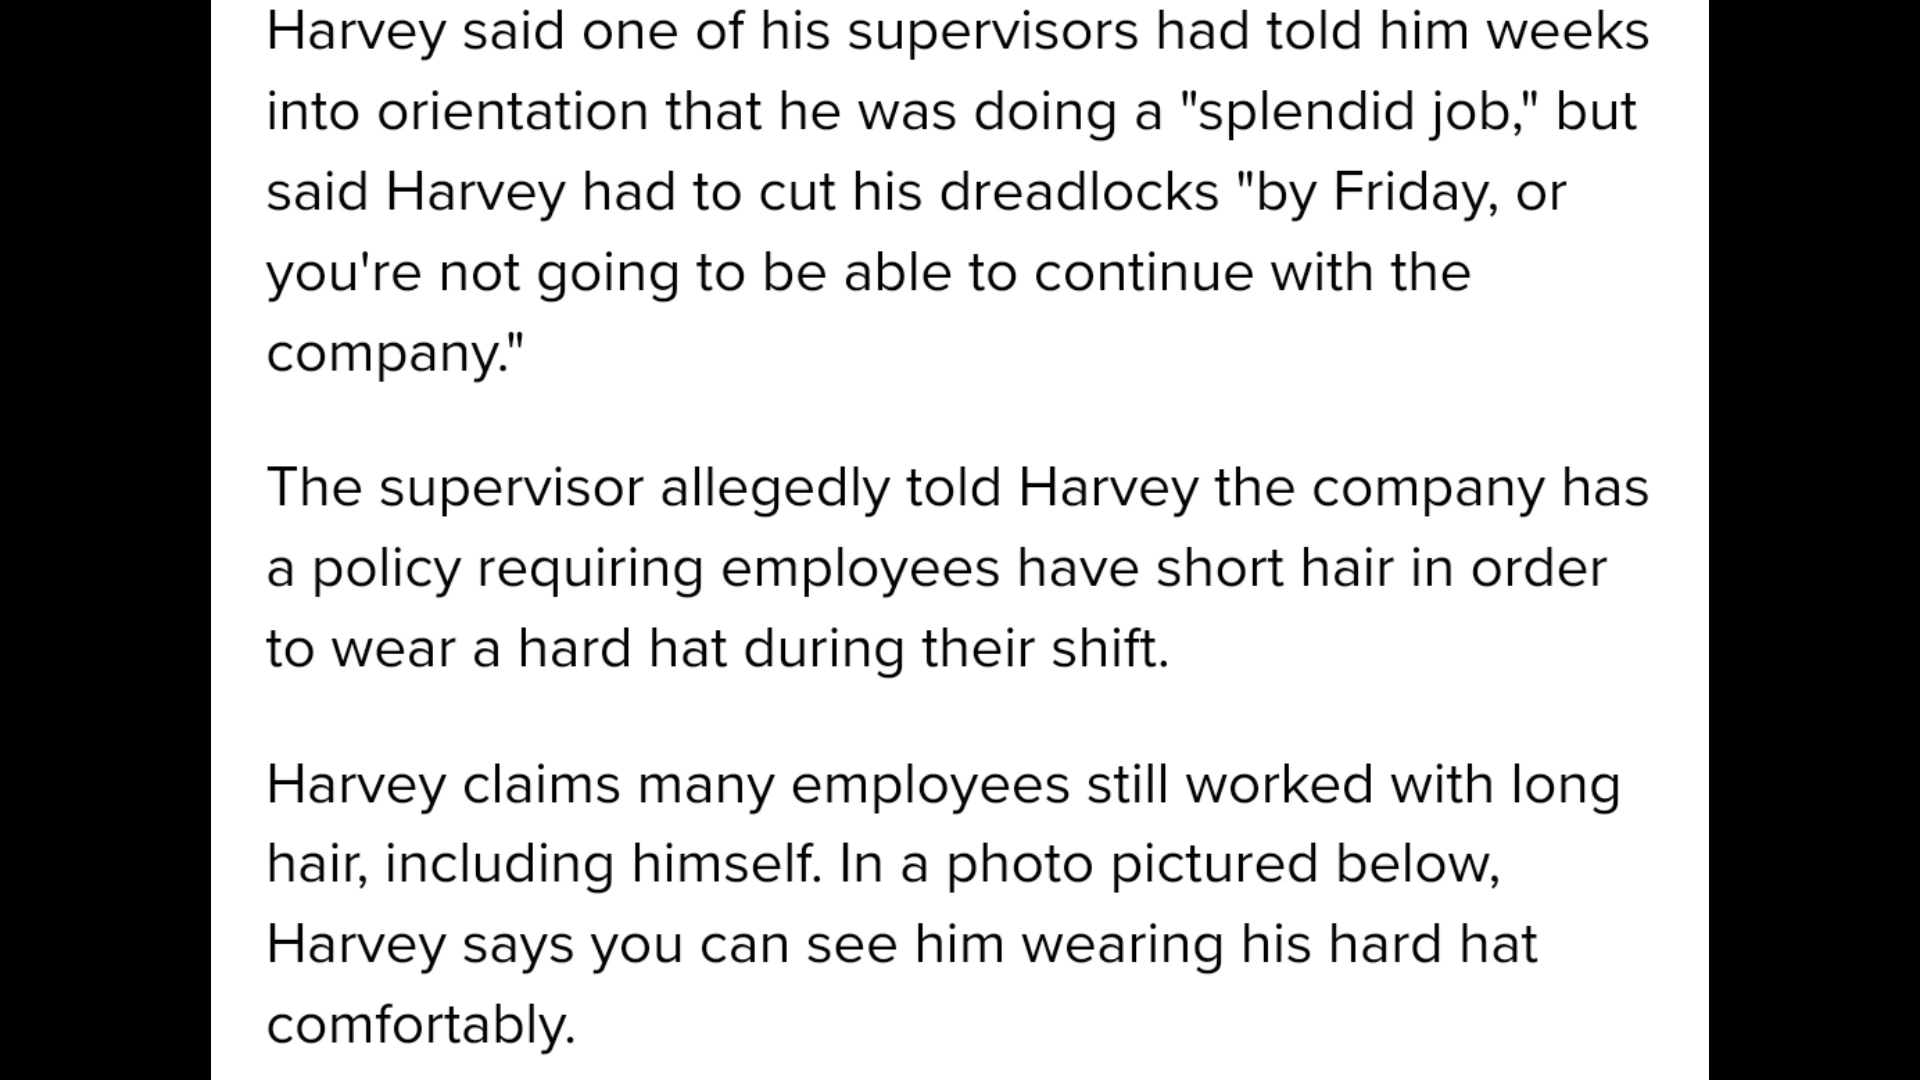 Harvey said one of his supervisors had told him weeks
into orientation that he was doing a "splendid job," but
said Harvey had to cut his dreadlocks "by Friday, or
you're not going to be able to continue with the
company."
The supervisor allegedly told Harvey the company has
a policy requiring employees have short hair in order
to wear a hard hat during their shift.
Harvey claims many employees still worked with long
hair, including himself. In a photo pictured below,
Harvey says you can see him wearing his hard hat
comfortably.